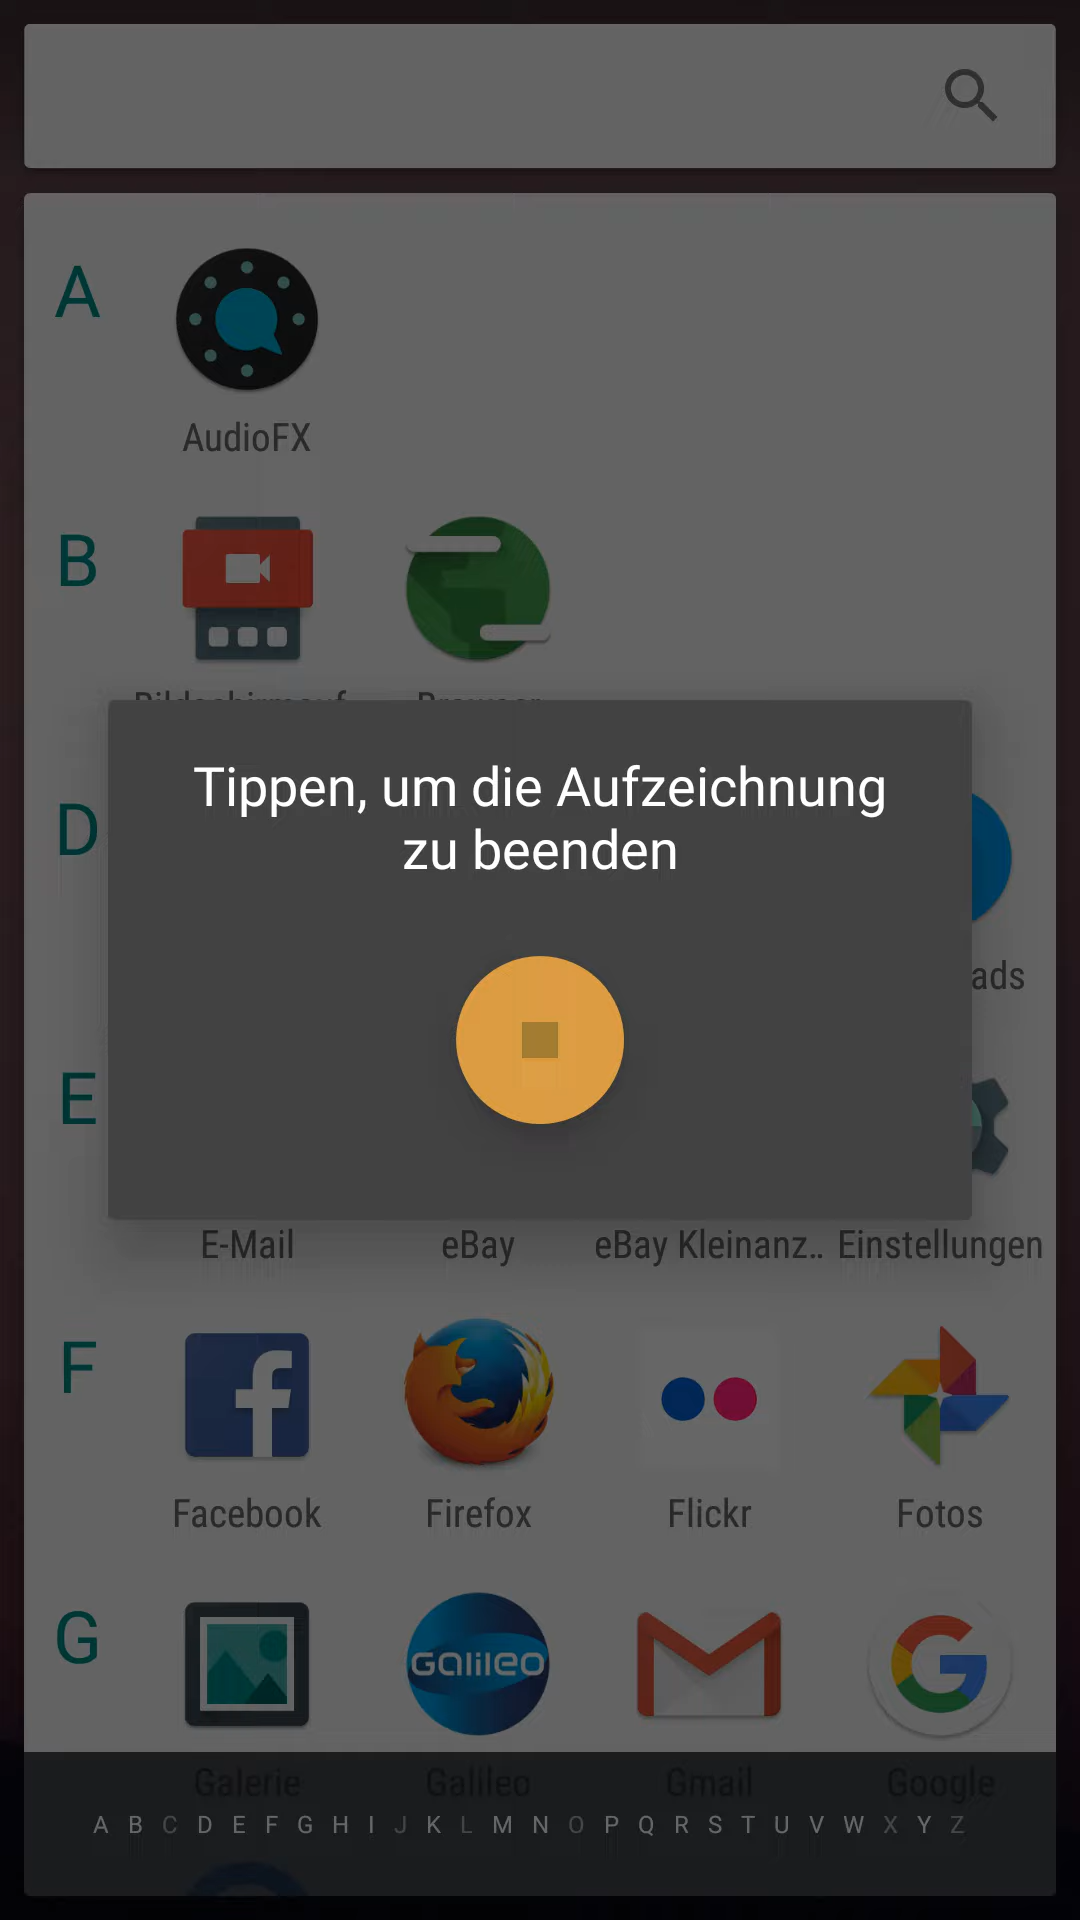 A
AudioFX
B
Tippen, um die Aufzeichnung
zu beenden
D
ads
E
E-Mail eBay eBay Kleinanz… Einstellungen
F
Facebook Firefox Flickr Fotos
G
GALILEO
Galerie Galileo Gmail Google
A B C D E F G H I J K L M N O P Q R S T U V W X Y Z